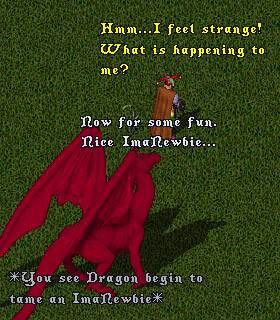 Hmm...I feel strange!
What is happening to
me?
Now for some fun.
Nice ImaNewbie...
*You see Dragon begin to
tame an ImaNewbie*